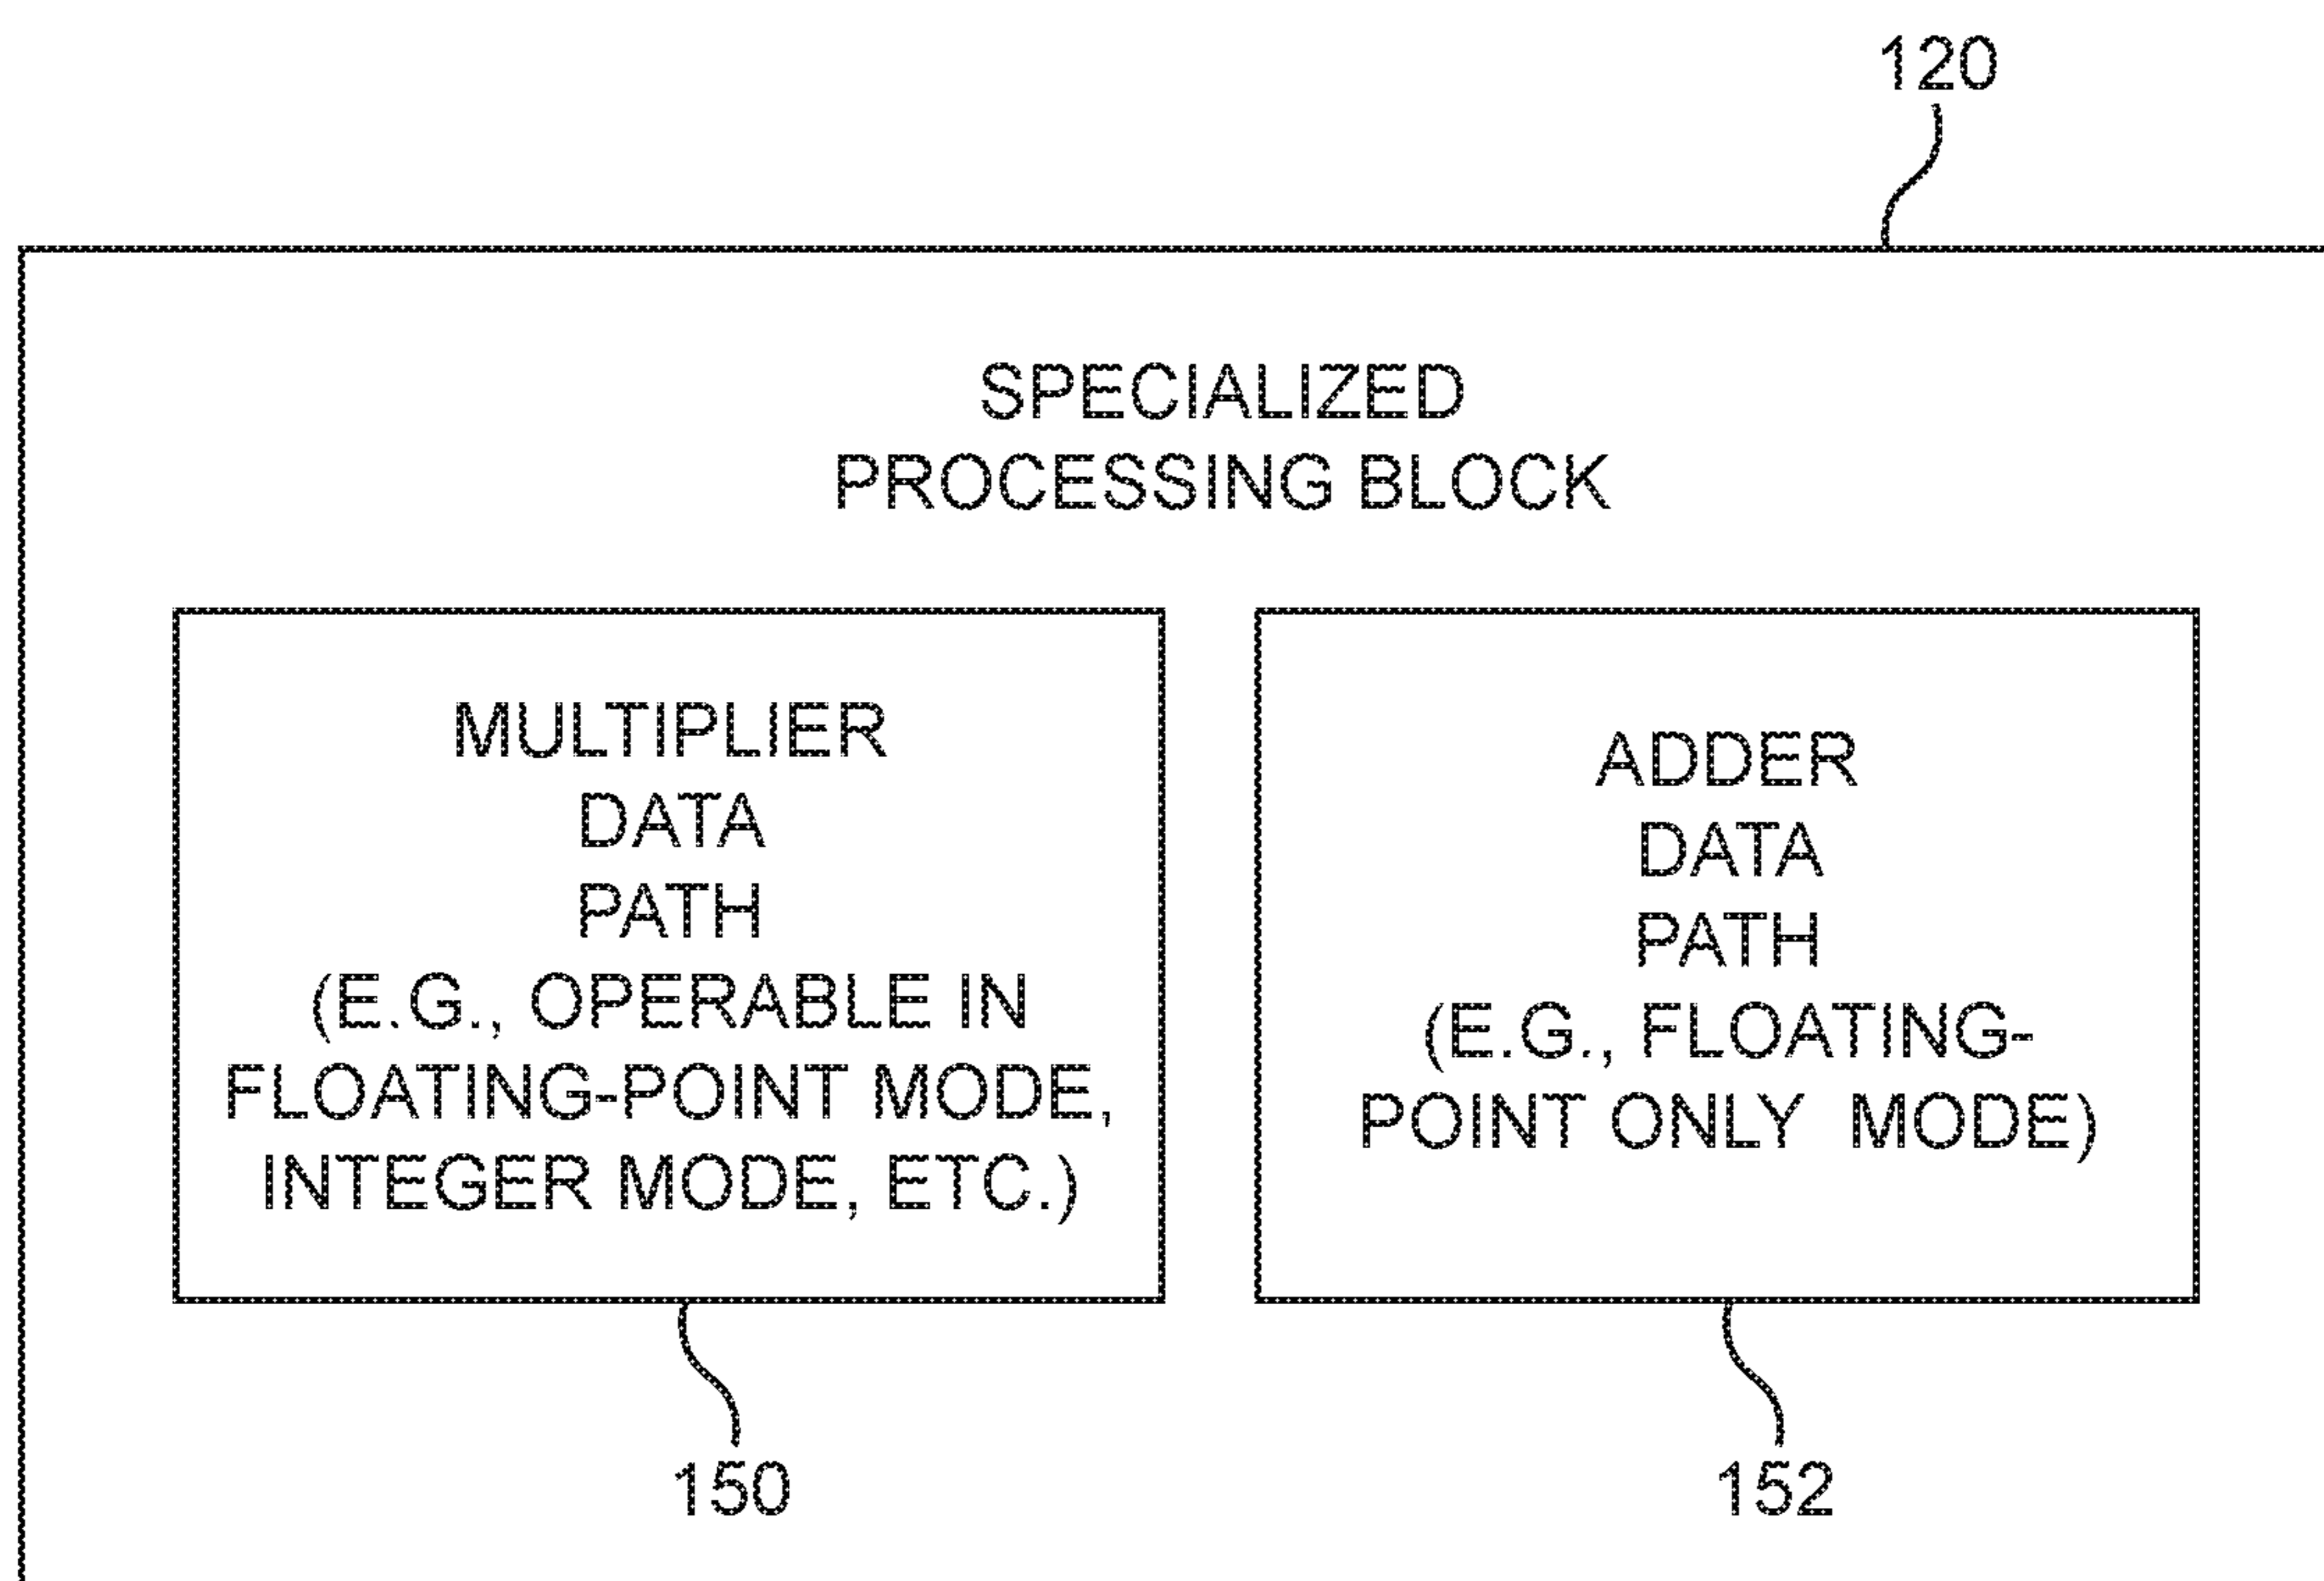 120
SPECIALIZED
PROCESSING BLOCK
MULTIPLIER
DATA
PATH
(E.G., OPERABLE IN
FLOATING-POINT MODE,
INTEGER MODE, ETC.)
ADDER
DATA
PATH
(E.G., FLOATING-
POINT ONLY MODE)
150
152